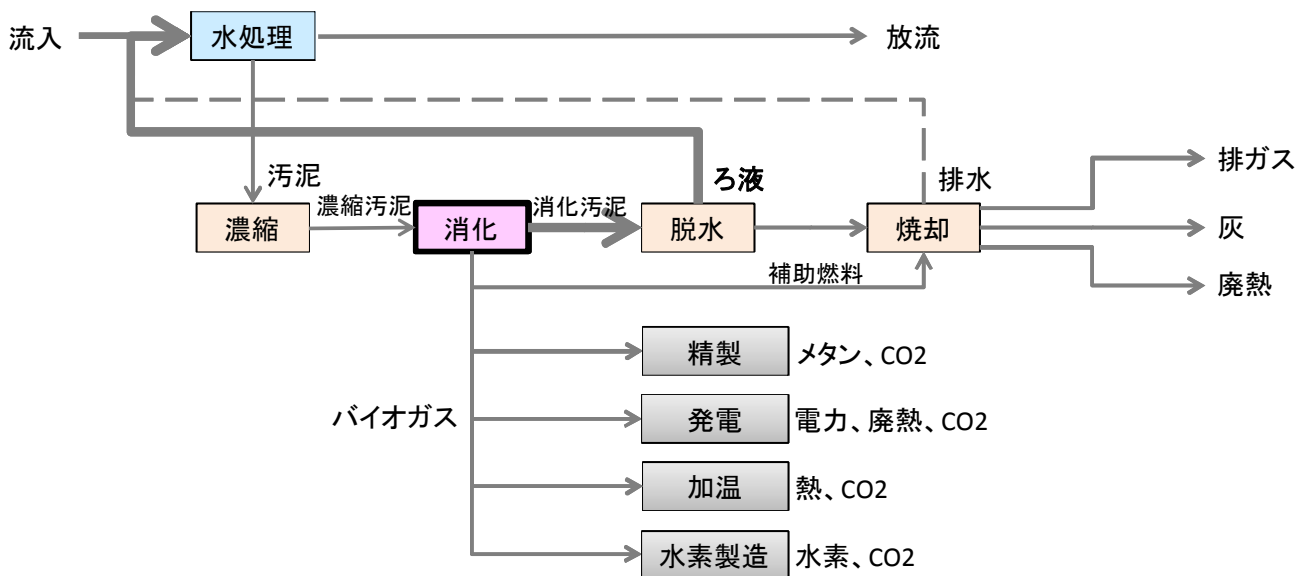 流入
水処理
放流
汚泥
濃縮
濃縮汚泥
消化
消化汚泥
ろ液
脱水
排水
焼却
排ガス
灰
廃熱
補助燃料
バイオガス
精製
メタン、CO2
発電
電力、廃熱、CO2
加温
熱、CO2
水素製造
水素、CO2